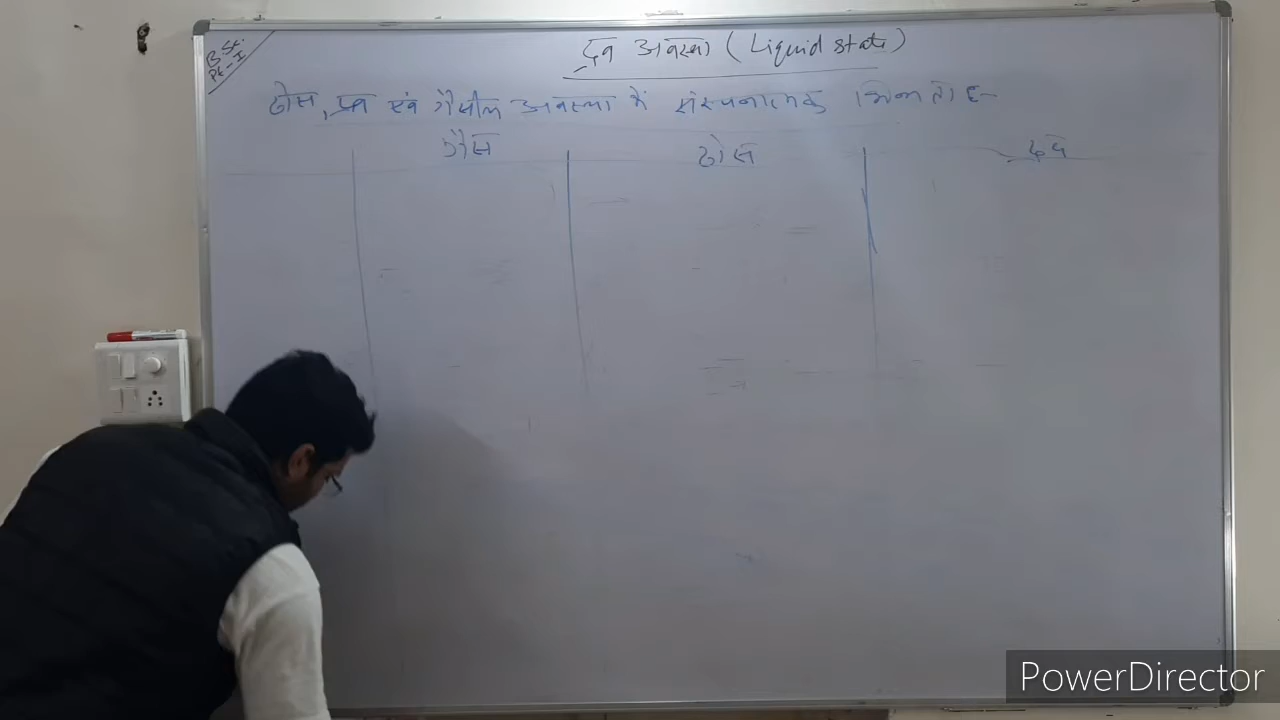 B Sc.
Pt-I
द्रव अवस्था (Liquid state)
ठोस, द्रव एवं गैसीय अवस्था में संरचनात्मक भिन्नता :-
गैस ठोस द्रव
PowerDirector